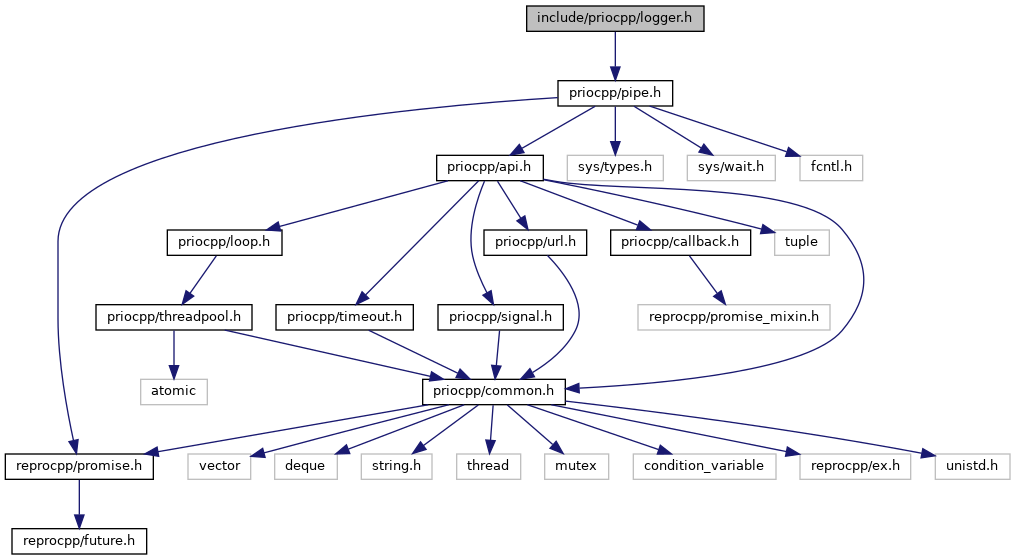 include/priocpp/logger.h
priocpp/pipe.h
priocpp/api.h
sys/types.h
sys/wait.h
fcntl.h
priocpp/loop.h
priocpp/url.h
priocpp/callback.h
tuple
priocpp/threadpool.h
priocpp/timeout.h
priocpp/signal.h
reprocpp/promise_mixin.h
atomic
priocpp/common.h
reprocpp/promise.h
vector
deque
string.h
thread
mutex
condition_variable
reprocpp/ex.h
unistd.h
reprocpp/future.h